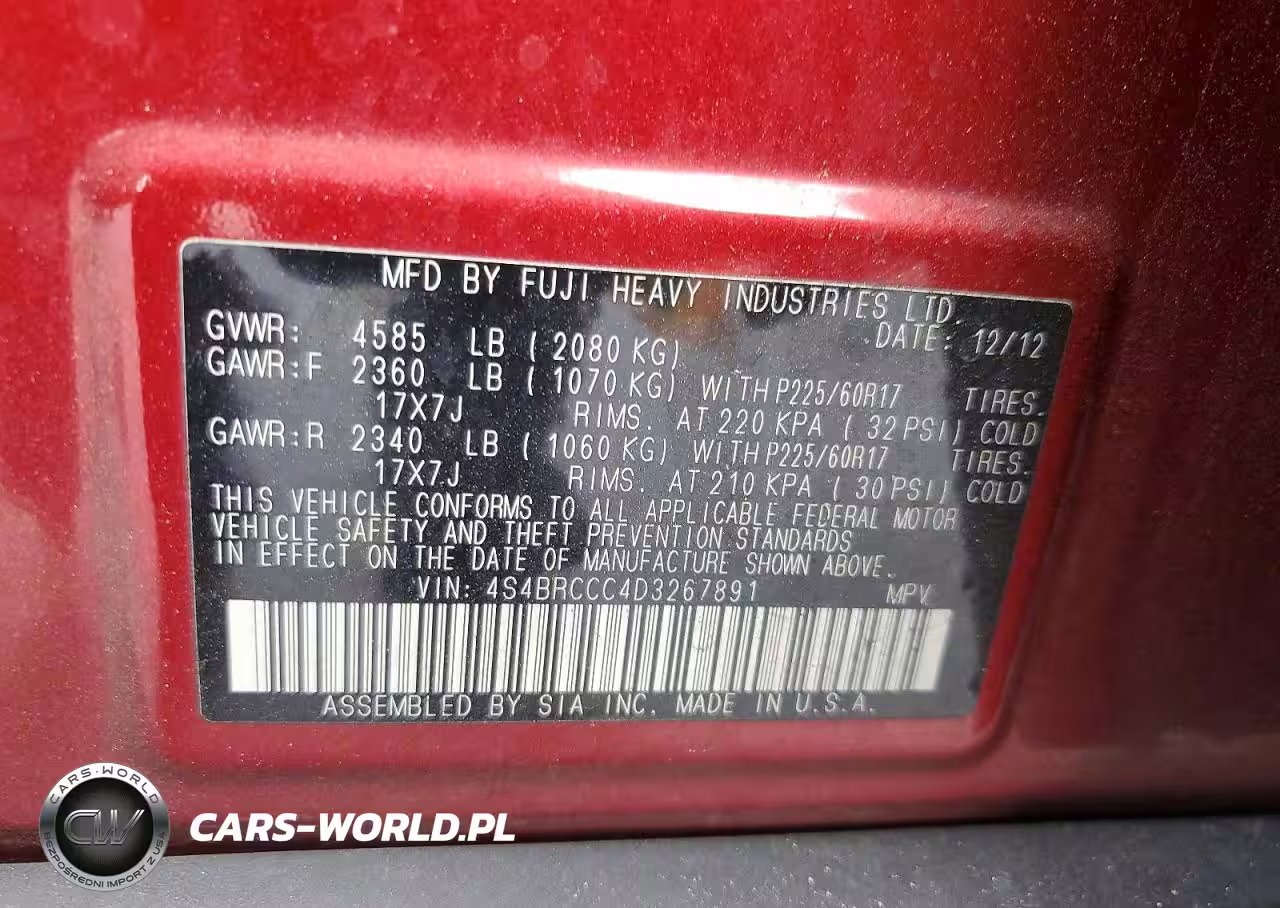 MFD BY FUJI HEAVY INDUSTRIES LTD.
DATE: 12/12
GVWR: 4585 LB ( 2080 KG)
GAWR:F 2360 LB ( 1070 KG) WITH P225/60R17 TIRES.
17X7J RIMS. AT 220 KPA ( 32 PSI) COLD
GAWR:R 2340 LB ( 1060 KG) WITH P225/60R17 TIRES.
17X7J RIMS. AT 210 KPA ( 30 PSI) COLD
THIS VEHICLE CONFORMS TO ALL APPLICABLE FEDERAL MOTOR
VEHICLE SAFETY AND THEFT PREVENTION STANDARDS
IN EFFECT ON THE DATE OF MANUFACTURE SHOWN ABOVE.
VIN: 4S4BRCCC4D3267891 MPV
ASSEMBLED BY SIA INC. MADE IN U.S.A.
CARS-WORLD
CW
BEZPOŚREDNI IMPORT Z USA
CARS-WORLD.PL